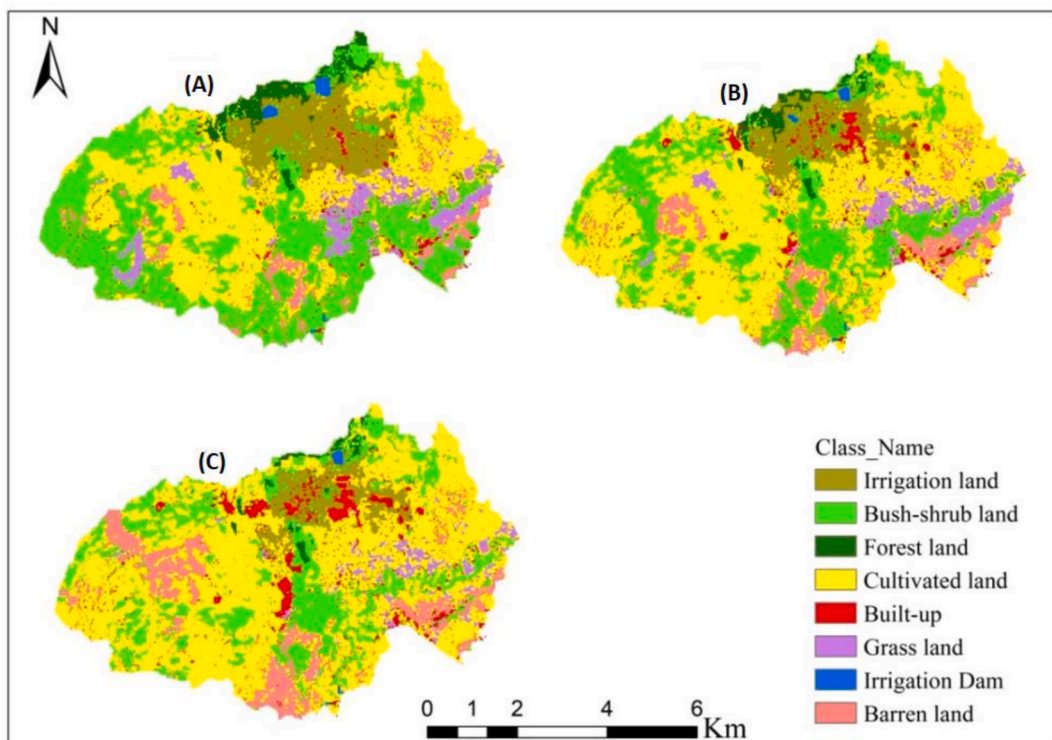 N
(A)
(B)
(C)
Class_Name
Irrigation land
Bush-shrub land
Forest land
Cultivated land
Built-up
Grass land
Irrigation Dam
Barren land
0 1 2 4 6 Km